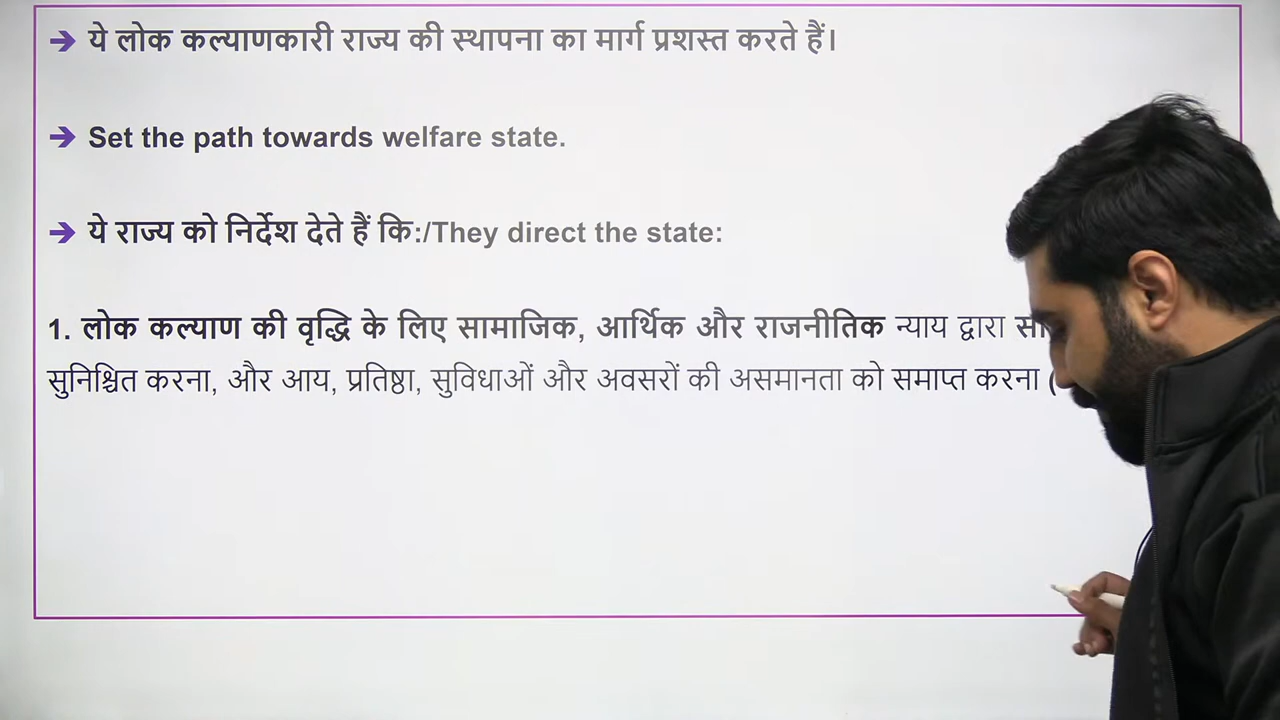 → ये लोक कल्याणकारी राज्य की स्थापना का मार्ग प्रशस्त करते हैं।
→ Set the path towards welfare state.
→ ये राज्य को निर्देश देते हैं कि:/They direct the state:
1. लोक कल्याण की वृद्धि के लिए सामाजिक, आर्थिक और राजनीतिक न्याय द्वारा
सुनिश्चित करना, और आय, प्रतिष्ठा, सुविधाओं और अवसरों की असमानता को समाप्त करना (